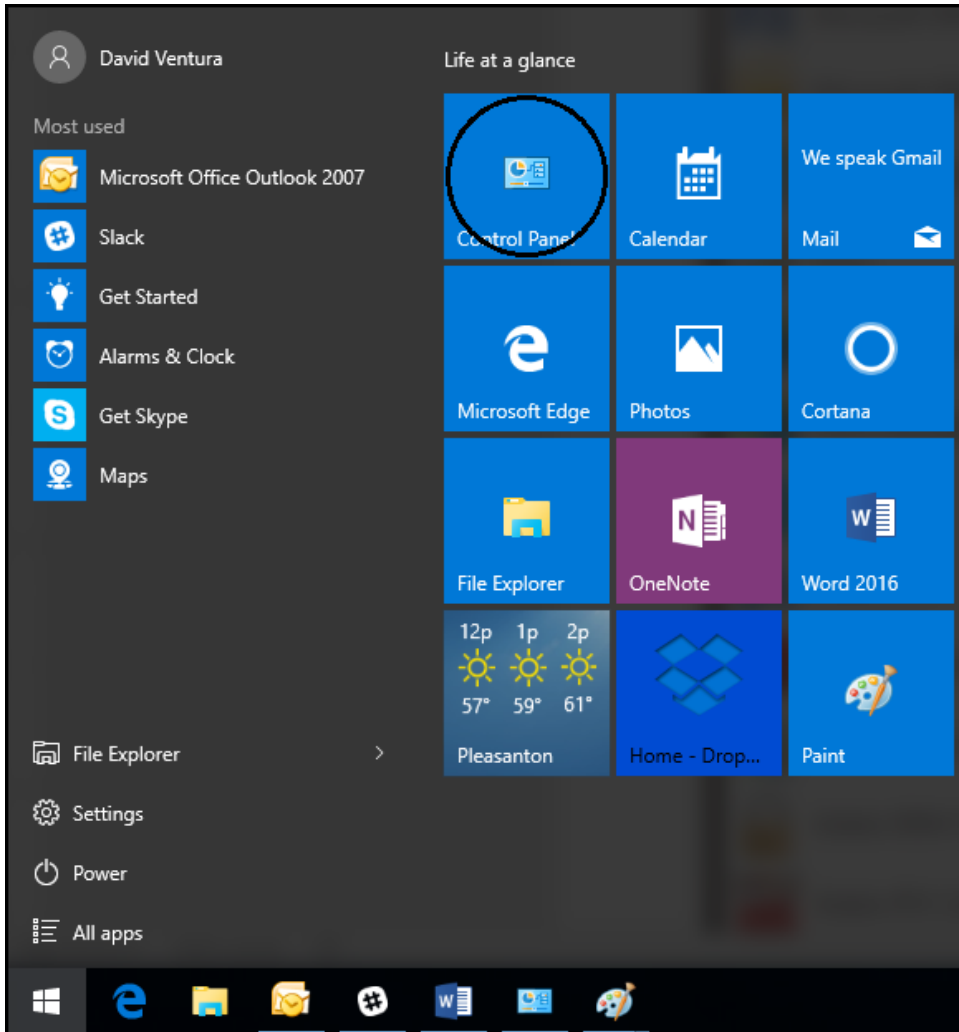 David Ventura
Most used
Microsoft Office Outlook 2007
Slack
Get Started
Alarms & Clock
Get Skype
Maps
File Explorer
Settings
Power
All apps
Life at a glance
Control Panel
Calendar
We speak Gmail
Mail
Microsoft Edge
Photos
Cortana
File Explorer
OneNote
Word 2016
12p 1p 2p
57° 59° 61°
Pleasanton
Home - Drop...
Paint